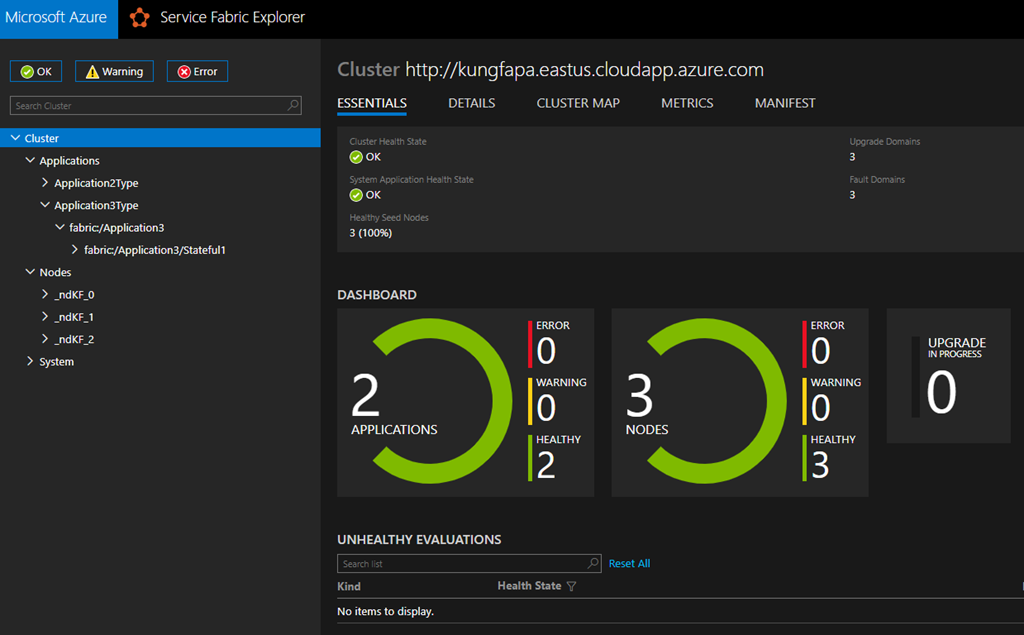 Microsoft Azure
Service Fabric Explorer
OK
Warning
Error
Search Cluster
Cluster
Applications
Application2Type
Application3Type
fabric:/Application3
fabric:/Application3/Stateful1
Nodes
_ndKF_0
_ndKF_1
_ndKF_2
System
Cluster http://kungfapa.eastus.cloudapp.azure.com
ESSENTIALS DETAILS CLUSTER MAP METRICS MANIFEST
Cluster Health State
OK
System Application Health State
OK
Healthy Seed Nodes
3 (100%)
Upgrade Domains
3
Fault Domains
3
DASHBOARD
2
APPLICATIONS
ERROR
0
WARNING
0
HEALTHY
2
3
NODES
ERROR
0
WARNING
0
HEALTHY
3
UPGRADE
IN PROGRESS
0
UNHEALTHY EVALUATIONS
Search list
Reset All
Kind Health State
No items to display.